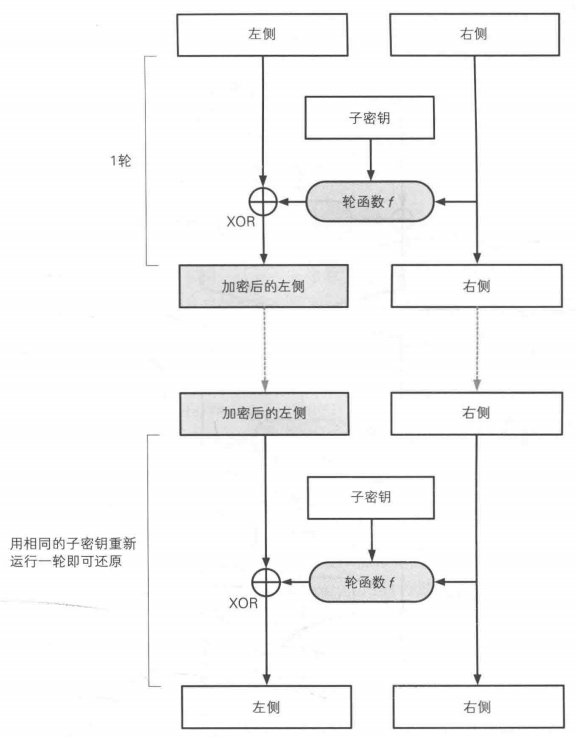 左侧
右侧
子密钥
1轮
轮函数 f
XOR
加密后的左侧
右侧
加密后的左侧
右侧
子密钥
用相同的子密钥重新
运行一轮即可还原
轮函数 f
XOR
左侧
右侧